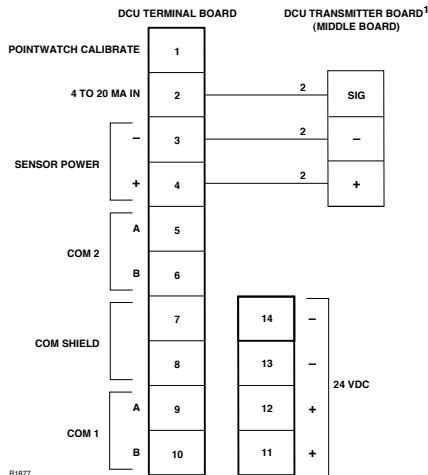 DCU TERMINAL BOARD
DCU TRANSMITTER BOARD1
(MIDDLE BOARD)
POINTWATCH CALIBRATE
1
4 TO 20 MA IN
2
2
SIG
SENSOR POWER
–
3
2
–
+
4
2
+
COM 2
A
5
B
6
COM SHIELD
7
14
–
8
13
–
24 VDC
COM 1
A
9
12
+
B
10
11
+
B1877